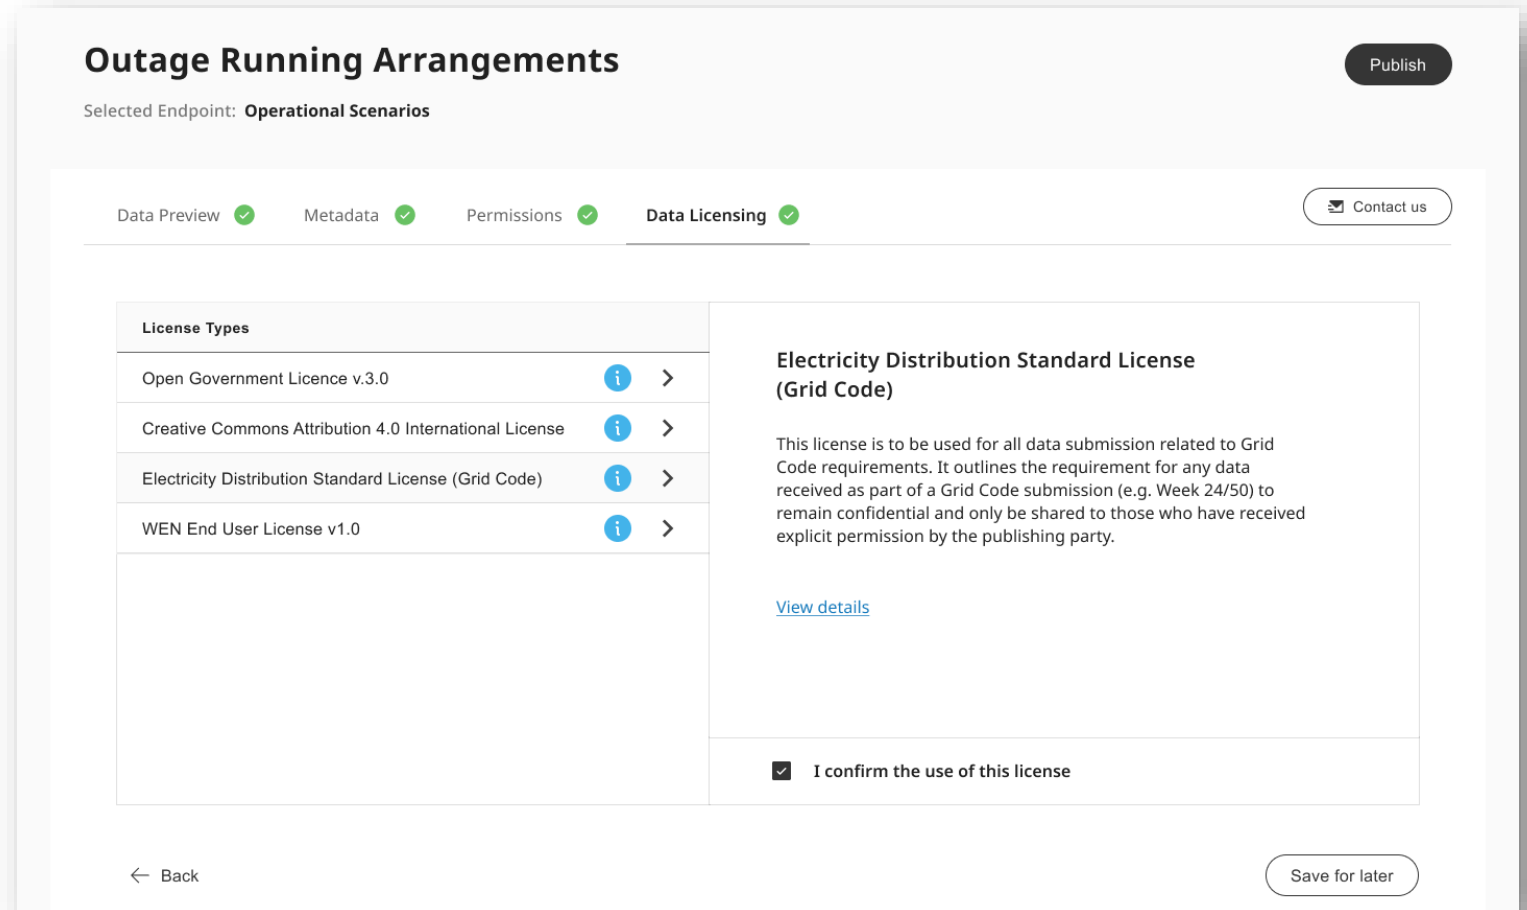 Outage Running Arrangements
Publish
Selected Endpoint: Operational Scenarios
Data Preview
Metadata
Permissions
Data Licensing
Contact us
License Types
Open Government Licence v.3.0
Creative Commons Attribution 4.0 International License
Electricity Distribution Standard License (Grid Code)
WEN End User License v1.0
Electricity Distribution Standard License
(Grid Code)
This license is to be used for all data submission related to Grid
Code requirements. It outlines the requirement for any data
received as part of a Grid Code submission (e.g. Week 24/50) to
remain confidential and only be shared to those who have received
explicit permission by the publishing party.
View details
I confirm the use of this license
Back
Save for later